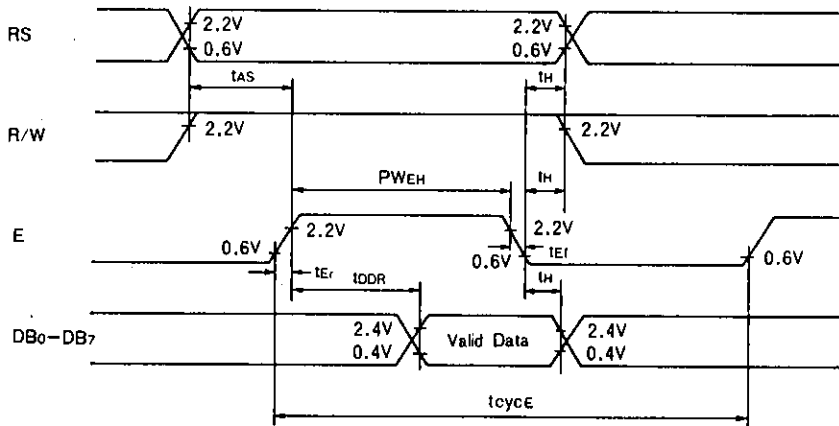 RS
2.2V
0.6V
2.2V
0.6V
tAS
tH
R/W
2.2V
2.2V
PWEH
tH
E
0.6V
2.2V
2.2V
0.6V
tEf
0.6V
tEr
tDDR
tH
DB0-DB7
2.4V
0.4V
Valid Data
2.4V
0.4V
tcycE